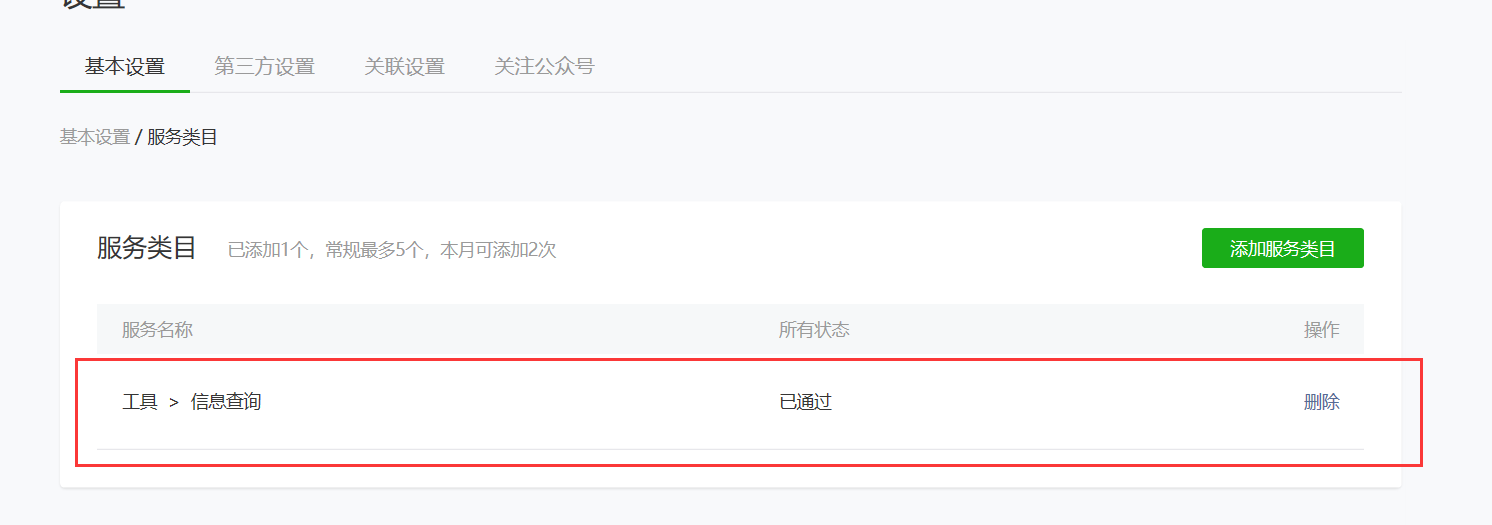 设置
基本设置 第三方设置 关联设置 关注公众号
基本设置 / 服务类目
服务类目 已添加1个，常规最多5个，本月可添加2次 添加服务类目
服务名称 所有状态 操作
工具 > 信息查询 已通过 删除